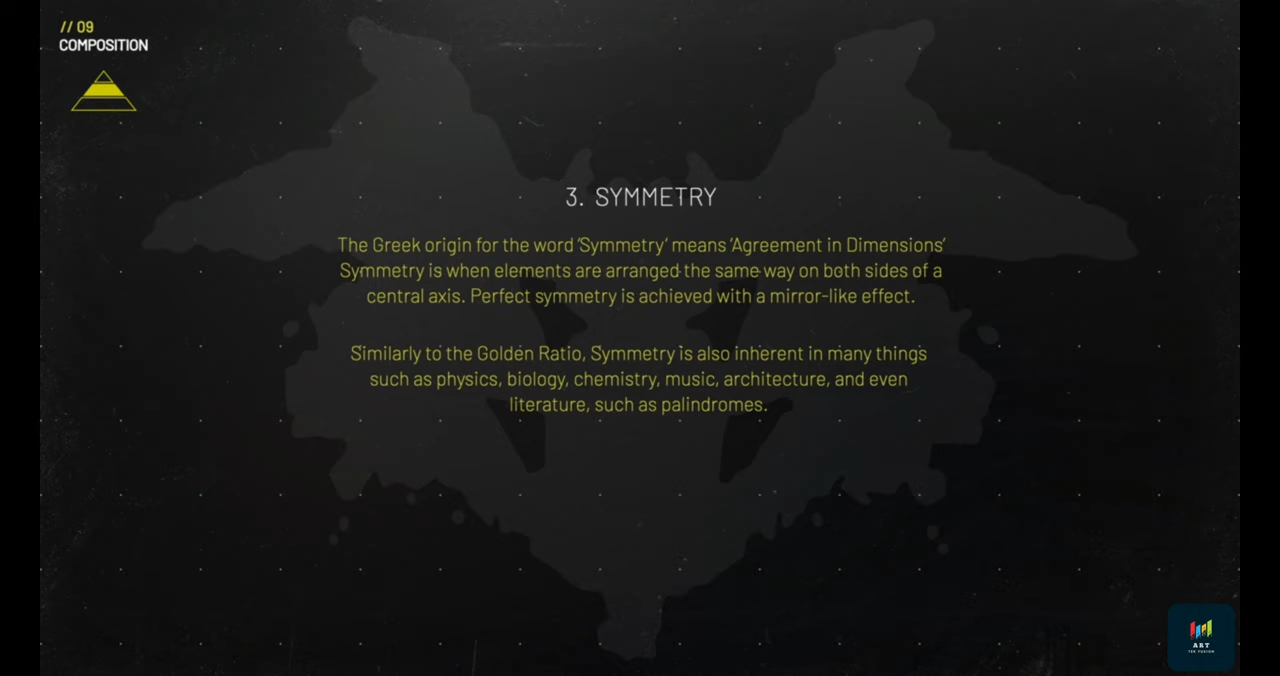 // 09
COMPOSITION
3. SYMMETRY
The Greek origin for the word 'Symmetry' means 'Agreement in Dimensions'
Symmetry is when elements are arranged the same way on both sides of a
central axis. Perfect symmetry is achieved with a mirror-like effect.
Similarly to the Golden Ratio, Symmetry is also inherent in many things
such as physics, biology, chemistry, music, architecture, and even
literature, such as palindromes.
ART
TEK FUSION